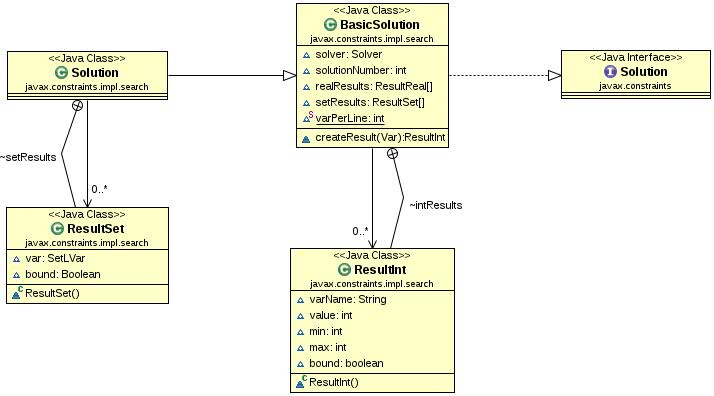 <<Java Class>>
Solution
javax.constraints.impl.search
<<Java Class>>
BasicSolution
javax.constraints.impl.search
solver: Solver
solutionNumber: int
realResults: ResultReal[]
setResults: ResultSet[]
varPerLine: int
createResult(Var):ResultInt
<<Java Interface>>
Solution
javax.constraints
~setResults
0..*
<<Java Class>>
ResultSet
javax.constraints.impl.search
var: SetLVar
bound: Boolean
ResultSet()
~intResults
0..*
<<Java Class>>
ResultInt
javax.constraints.impl.search
varName: String
value: int
min: int
max: int
bound: boolean
ResultInt()